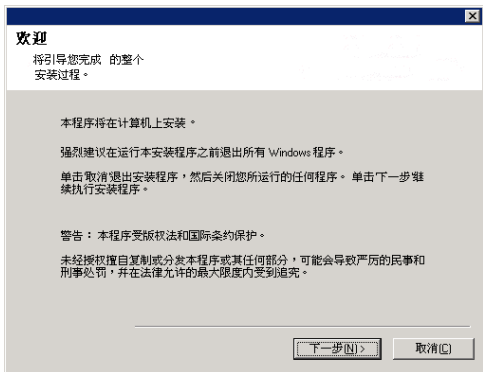 欢迎
将引导您完成 的整个
安装过程。
本程序将在计算机上安装 。
强烈建议在运行本安装程序之前退出所有 Windows 程序。
单击“取消”退出安装程序，然后关闭您所运行的任何程序。 单击“下一步”继
续执行安装程序。
警告： 本程序受版权法和国际条约保护。
未经授权擅自复制或分发本程序或其任何部分，可能会导致严厉的民事和
刑事处罚，并在法律允许的最大限度内受到追究。
下一步(N)>
取消(C)